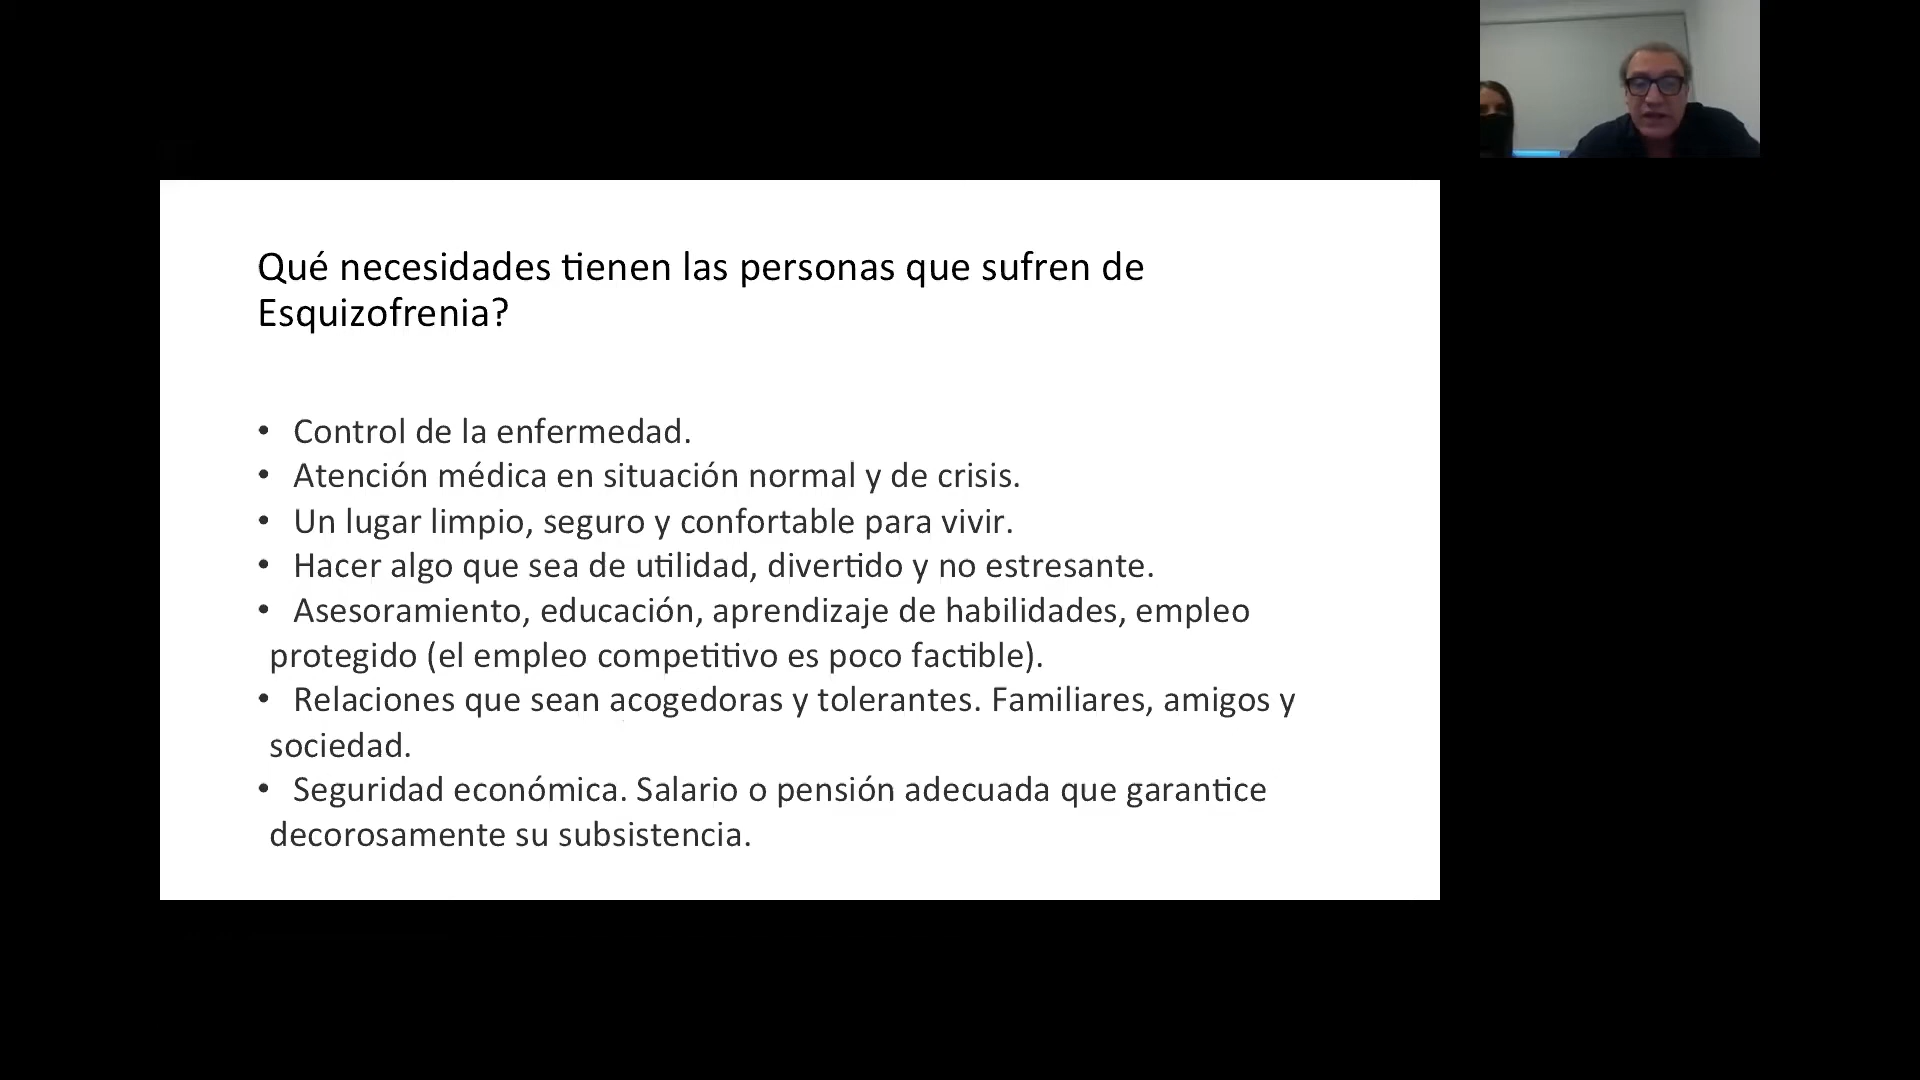 Qué necesidades tienen las personas que sufren de
Esquizofrenia?
• Control de la enfermedad.
• Atención médica en situación normal y de crisis.
• Un lugar limpio, seguro y confortable para vivir.
• Hacer algo que sea de utilidad, divertido y no estresante.
• Asesoramiento, educación, aprendizaje de habilidades, empleo
protegido (el empleo competitivo es poco factible).
• Relaciones que sean acogedoras y tolerantes. Familiares, amigos y
sociedad.
• Seguridad económica. Salario o pensión adecuada que garantice
decorosamente su subsistencia.